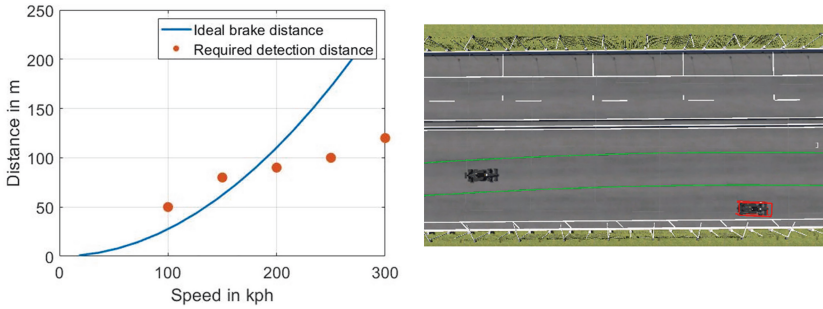 250
200
150
100
50
0
Distance in m
Ideal brake distance
Required detection distance
0 100 200 300
Speed in kph